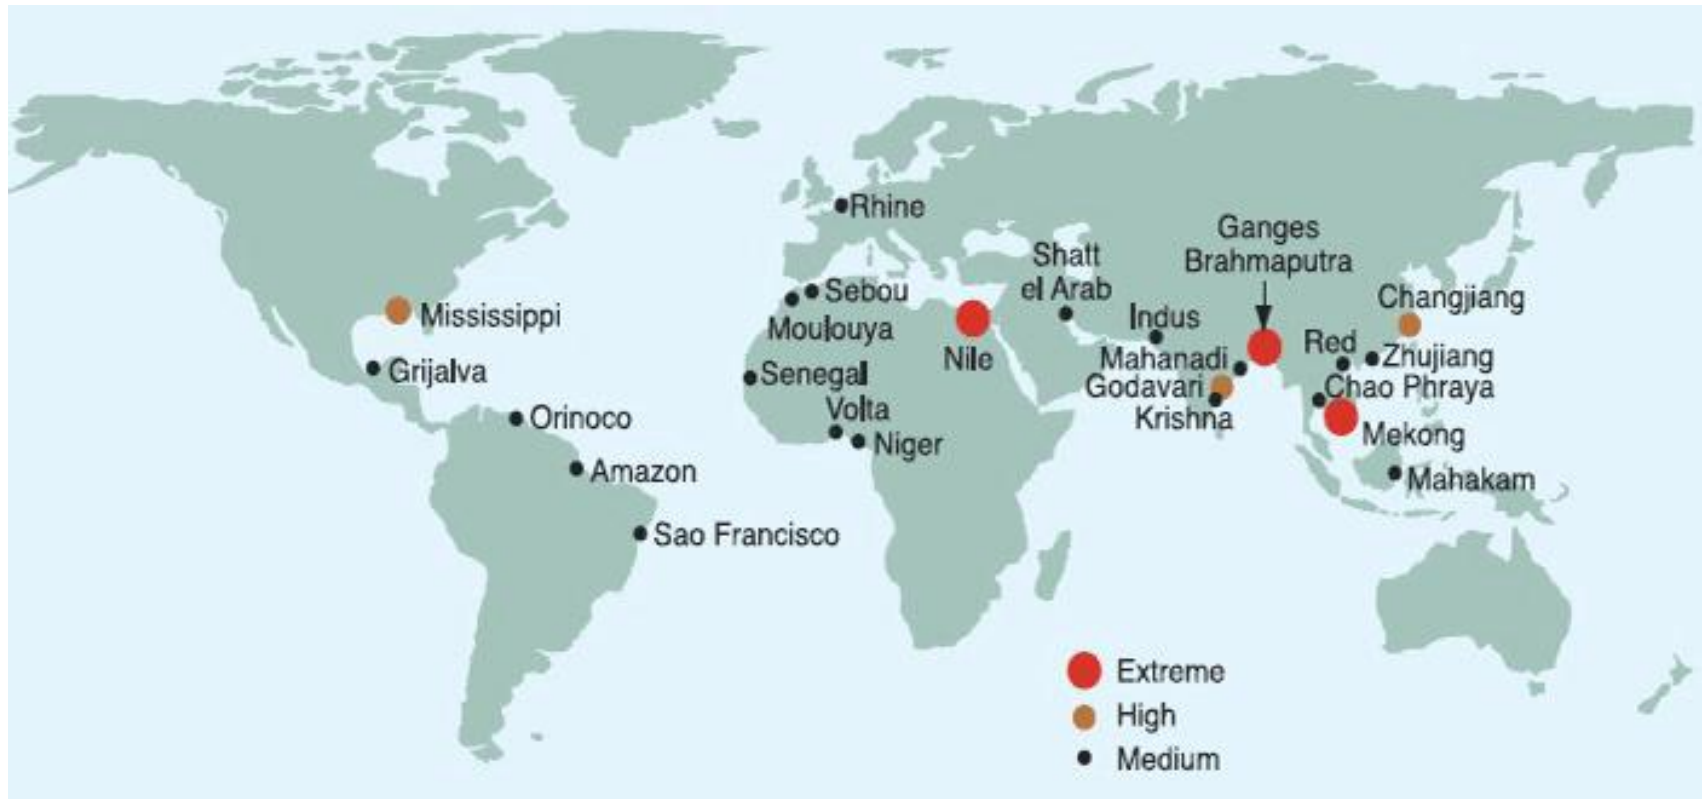 Rhine
Ganges
Brahmaputra
Shatt
el Arab
Sebou
Moulouya
Nile
Indus
Changjiang
Mississippi
Red
Zhujiang
Mahanadi
Grijalva
Senegal
Godavari
Chao Phraya
Krishna
Volta
Orinoco
Niger
Mekong
Amazon
Mahakam
Sao Francisco
Extreme
High
Medium